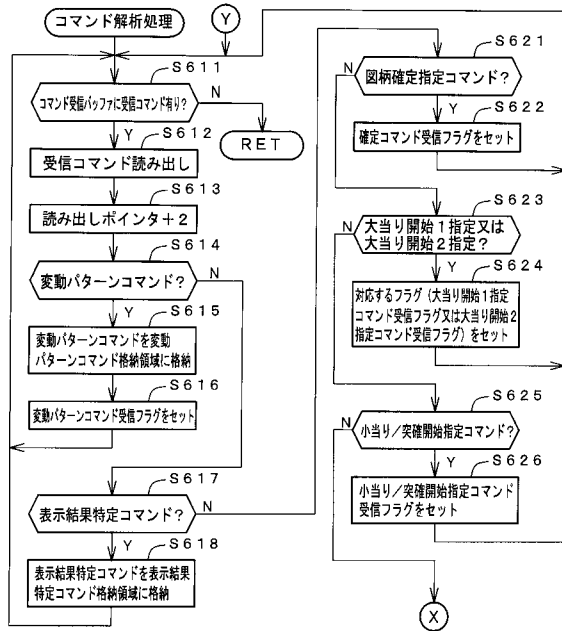 コマンド解析処理
Y
S611
コマンド受信バッファに受信コマンド有り?
N
RET
Y
S612
受信コマンド読み出し
S613
読み出しポインタ+2
S614
変動パターンコマンド?
N
Y
S615
変動パターンコマンドを変動
パターンコマンド格納領域に格納
S616
変動パターンコマンド受信フラグをセット
S617
表示結果特定コマンド?
N
Y
S618
表示結果特定コマンドを表示結果
特定コマンド格納領域に格納
S621
図柄確定指定コマンド?
N
Y
S622
確定コマンド受信フラグをセット
S623
大当り開始1指定又は
大当り開始2指定?
N
Y
S624
対応するフラグ(大当り開始1指定
コマンド受信フラグ又は大当り開始2
指定コマンド受信フラグ)をセット
S625
小当り/突確開始指定コマンド?
N
Y
S626
小当り/突確開始指定コマンド
受信フラグをセット
X